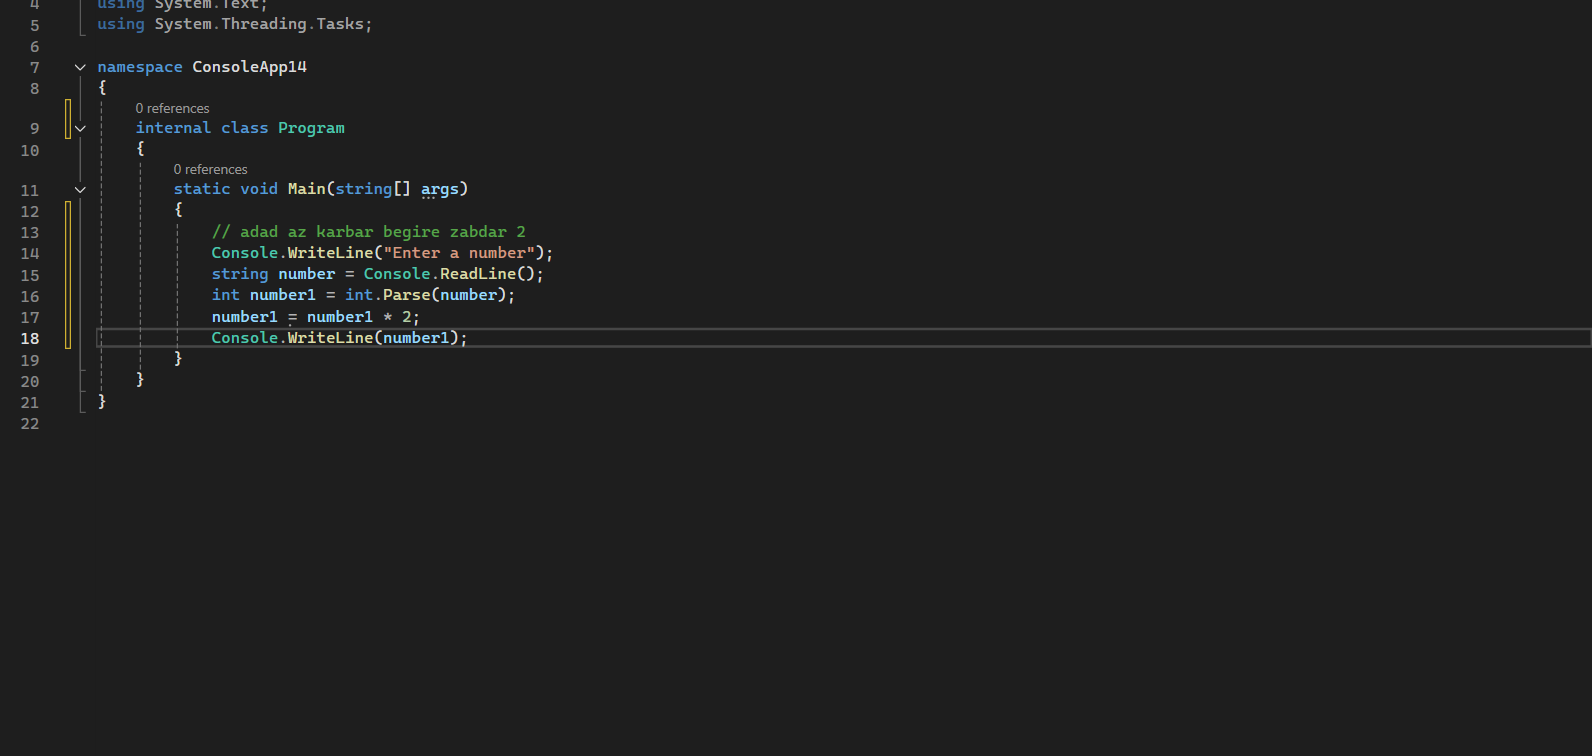 4 using System.Text;
5 using System.Threading.Tasks;
6
7 namespace ConsoleApp14
8 {
0 references
9 internal class Program
10 {
0 references
11 static void Main(string[] args)
12 {
13 // adad az karbar begire zabdar 2
14 Console.WriteLine("Enter a number");
15 string number = Console.ReadLine();
16 int number1 = int.Parse(number);
17 number1 = number1 * 2;
18 Console.WriteLine(number1);
19 }
20 }
21 }
22